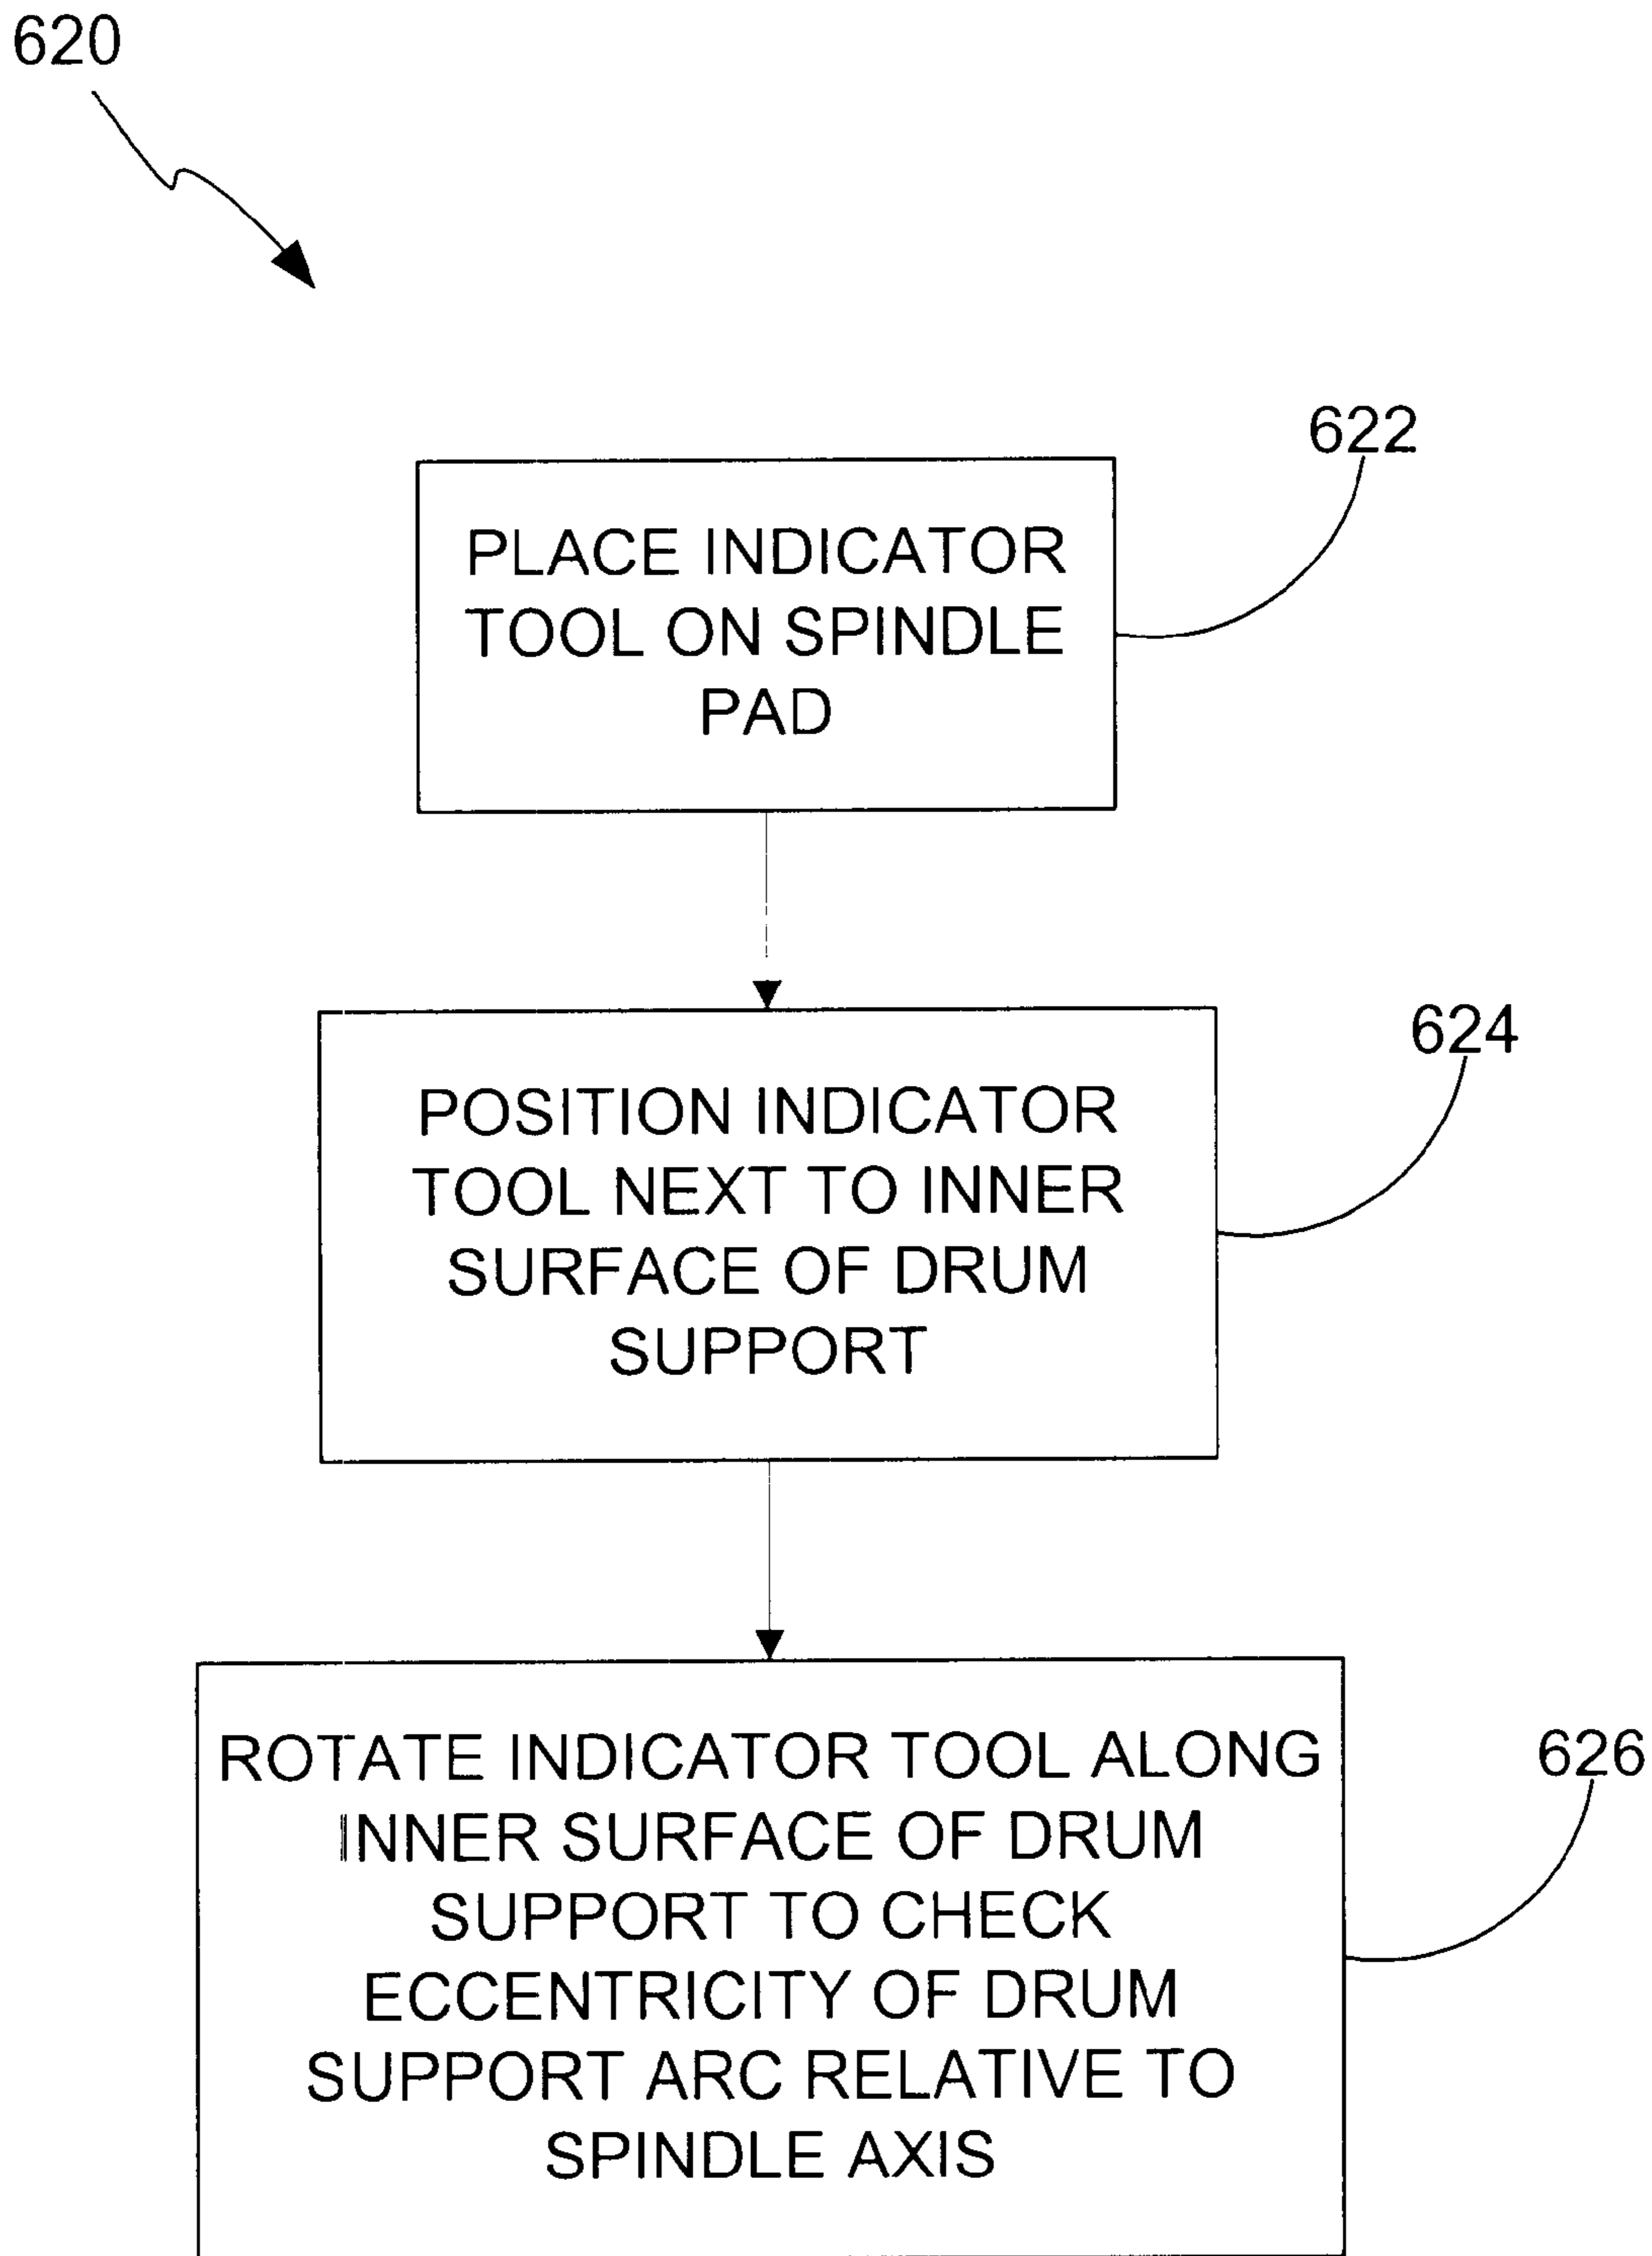 620
622
PLACE INDICATOR
TOOL ON SPINDLE
PAD
624
POSITION INDICATOR
TOOL NEXT TO INNER
SURFACE OF DRUM
SUPPORT
626
ROTATE INDICATOR TOOL ALONG
INNER SURFACE OF DRUM
SUPPORT TO CHECK
ECCENTRICITY OF DRUM
SUPPORT ARC RELATIVE TO
SPINDLE AXIS